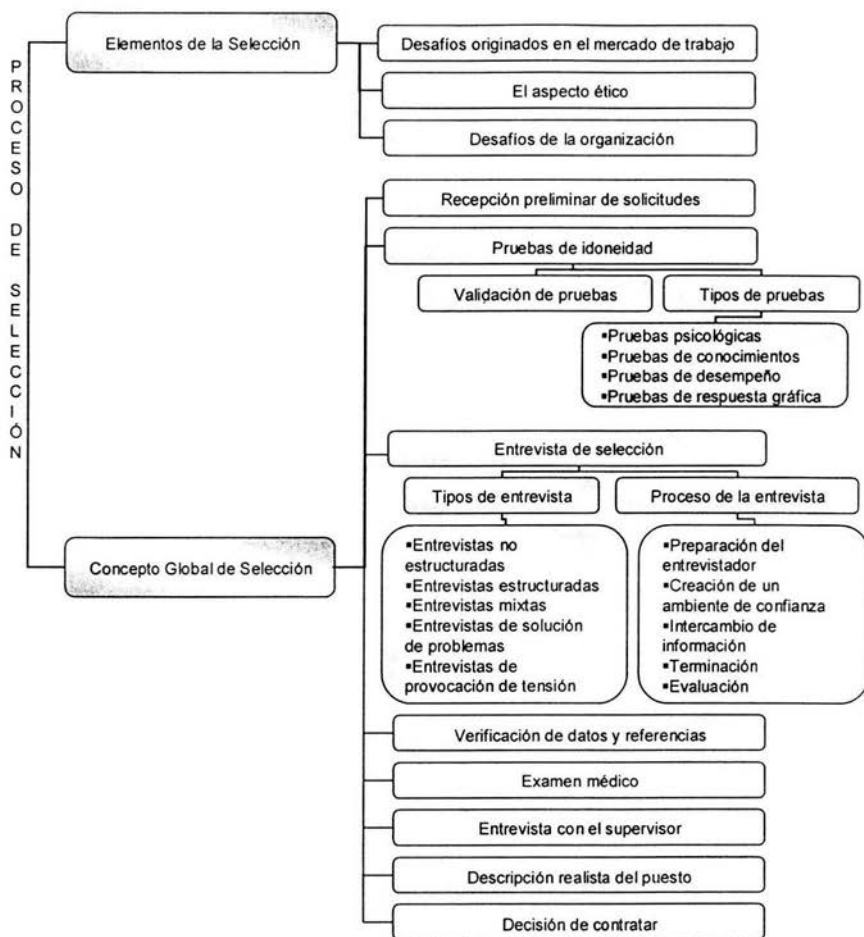 PROCESO DE SELECCIÓN
Elementos de la Selección
Desafíos originados en el mercado de trabajo
El aspecto ético
Desafíos de la organización
Concepto Global de Selección
Recepción preliminar de solicitudes
Pruebas de idoneidad
Validación de pruebas
Tipos de pruebas
▪Pruebas psicológicas
▪Pruebas de conocimientos
▪Pruebas de desempeño
▪Pruebas de respuesta gráfica
Entrevista de selección
Tipos de entrevista
▪Entrevistas no
estructuradas
▪Entrevistas estructuradas
▪Entrevistas mixtas
▪Entrevistas de solución
de problemas
▪Entrevistas de
provocación de tensión
Proceso de la entrevista
▪Preparación del
entrevistador
▪Creación de un
ambiente de confianza
▪Intercambio de
información
▪Terminación
▪Evaluación
Verificación de datos y referencias
Examen médico
Entrevista con el supervisor
Descripción realista del puesto
Decisión de contratar